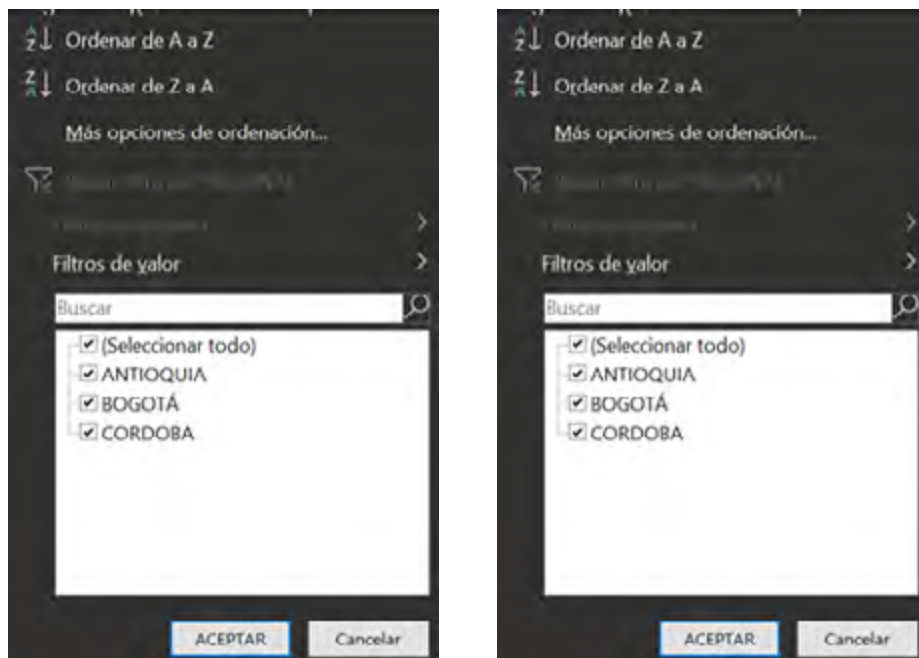 Ordenar de A a Z
Ordenar de Z a A
Más opciones de ordenación...
Filtros de valor
Buscar
(Seleccionar todo)
ANTIOQUIA
BOGOTÁ
CORDOBA
ACEPTAR
Cancelar
Ordenar de A a Z
Ordenar de Z a A
Más opciones de ordenación...
Filtros de valor
Buscar
(Seleccionar todo)
ANTIOQUIA
BOGOTÁ
CORDOBA
ACEPTAR
Cancelar